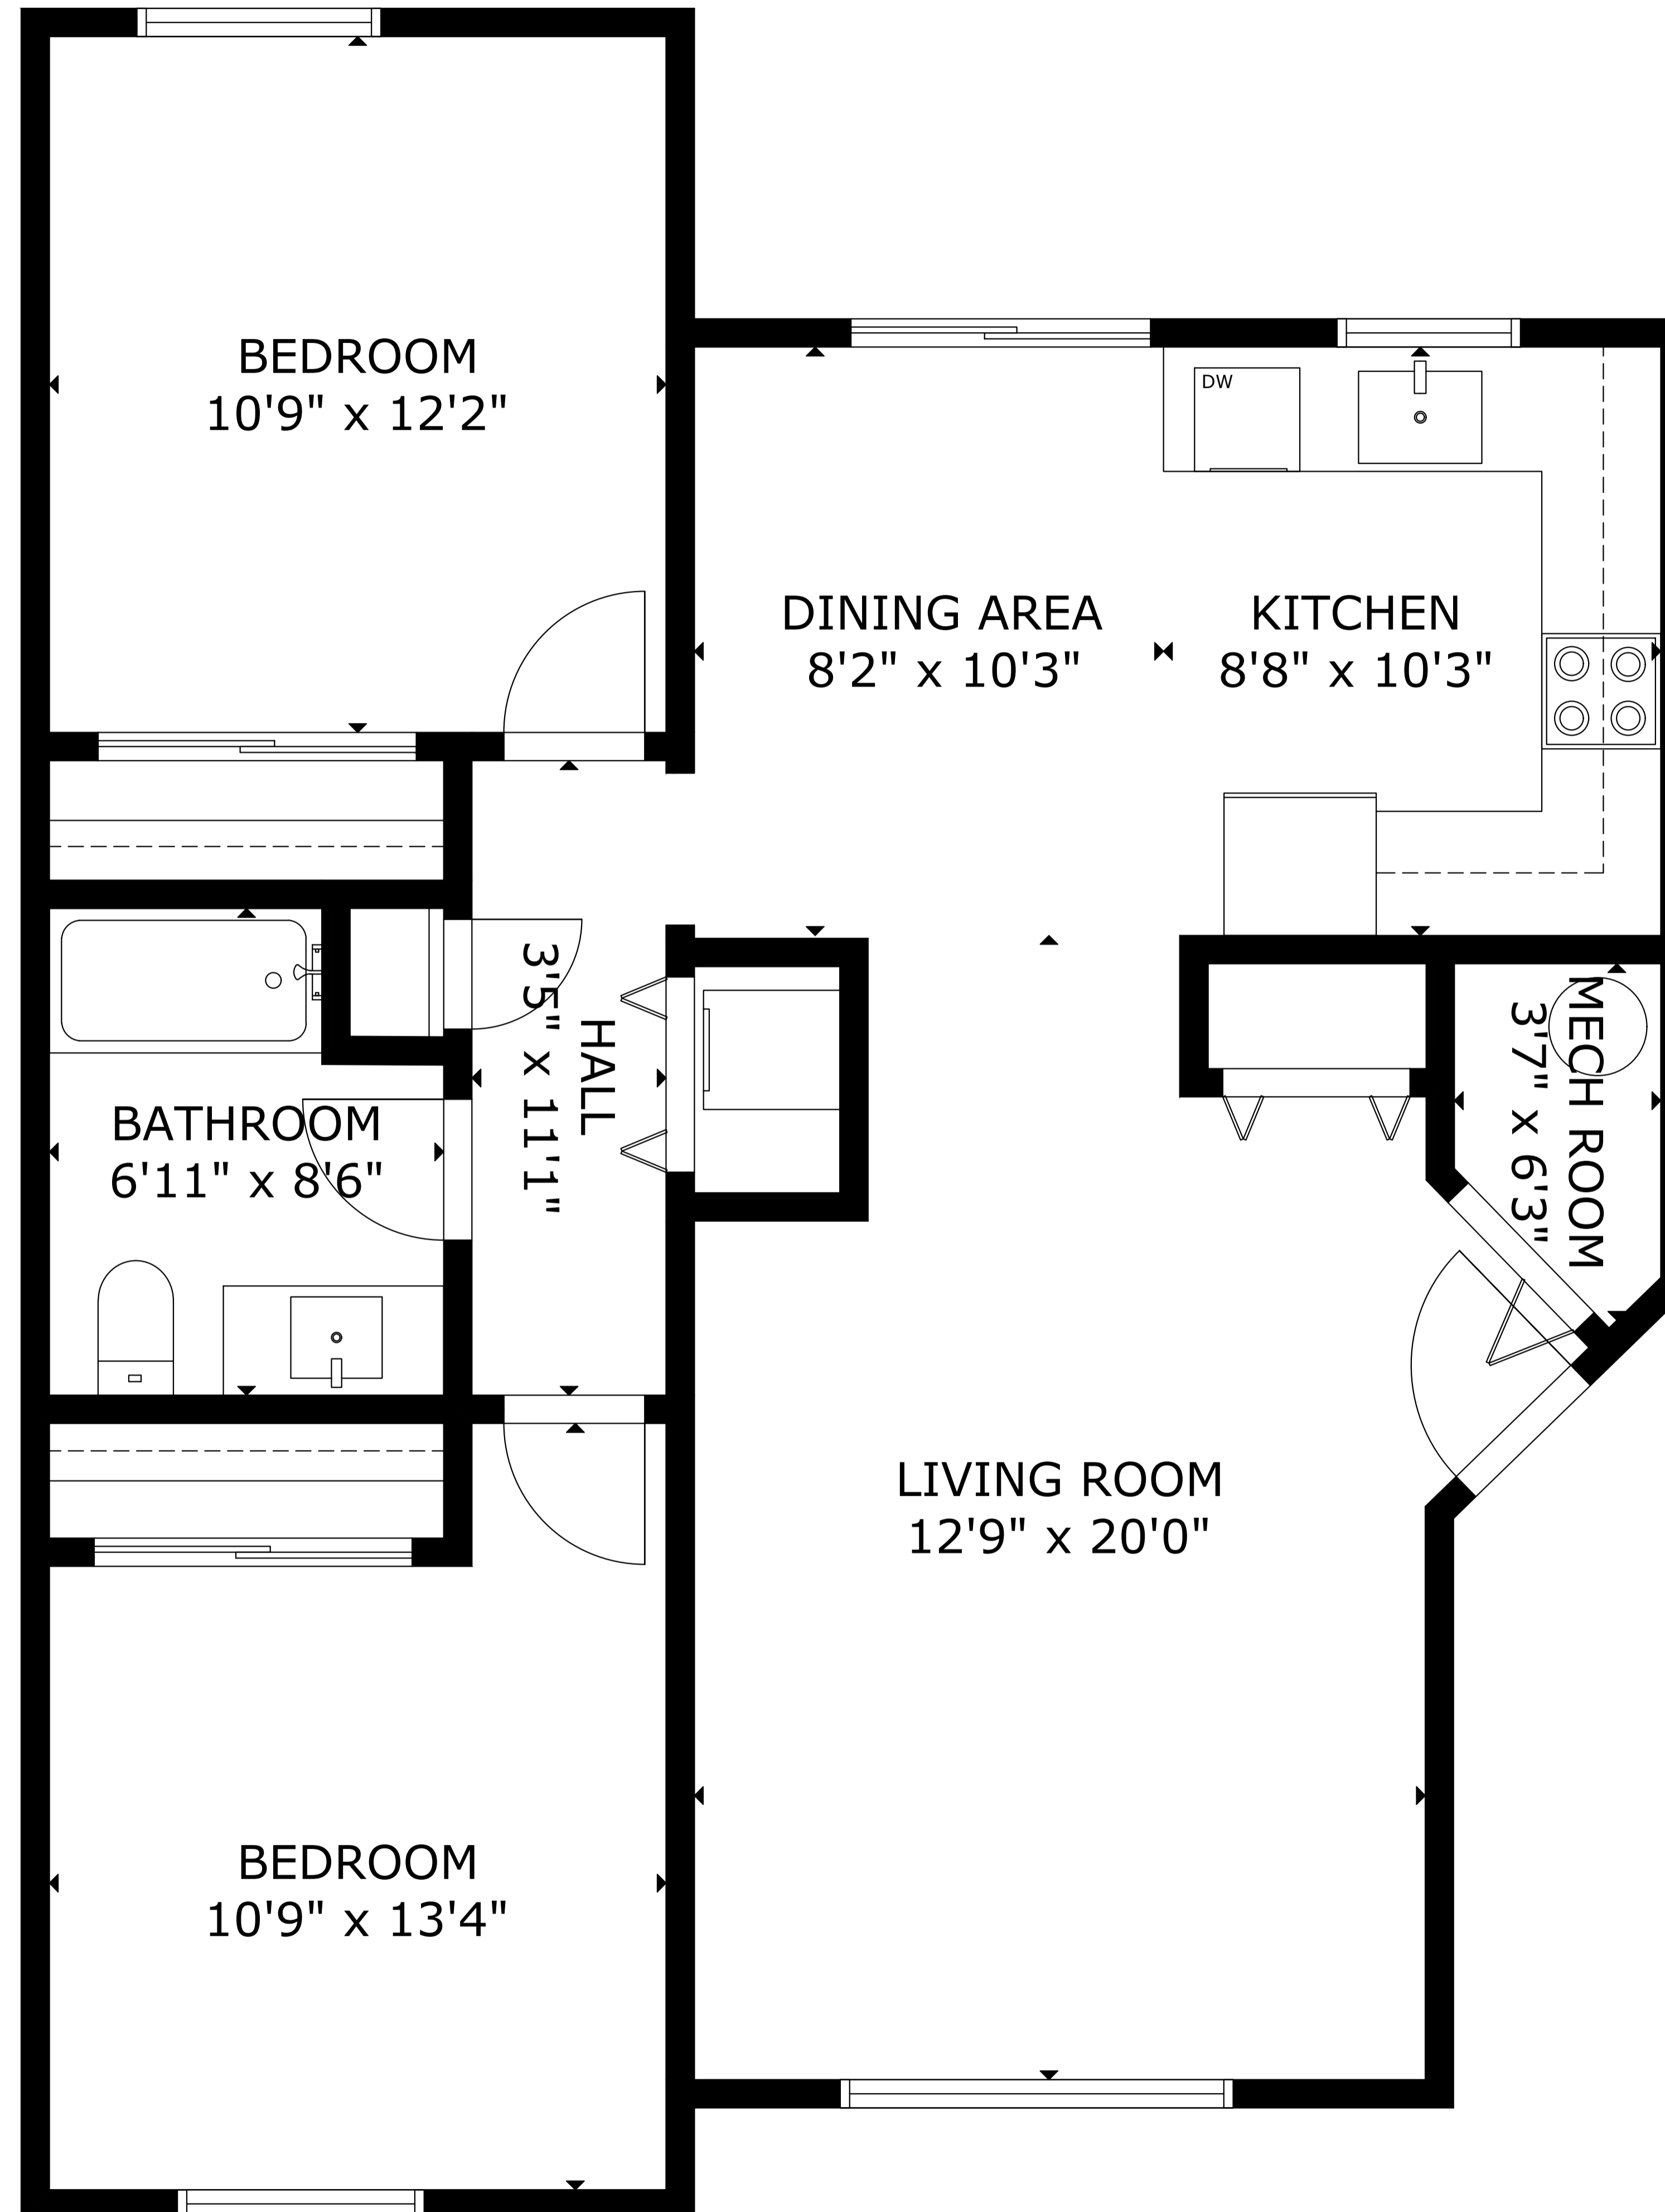 BEDROOM
10'9" x 12'2"
DW
DINING AREA
8'2" x 10'3"
KITCHEN
8'8" x 10'3"
BATHROOM
6'11" x 8'6"
HALL
3'5" x 11'1"
MECH ROOM
3'7" x 6'3"
LIVING ROOM
12'9" x 20'0"
BEDROOM
10'9" x 13'4"